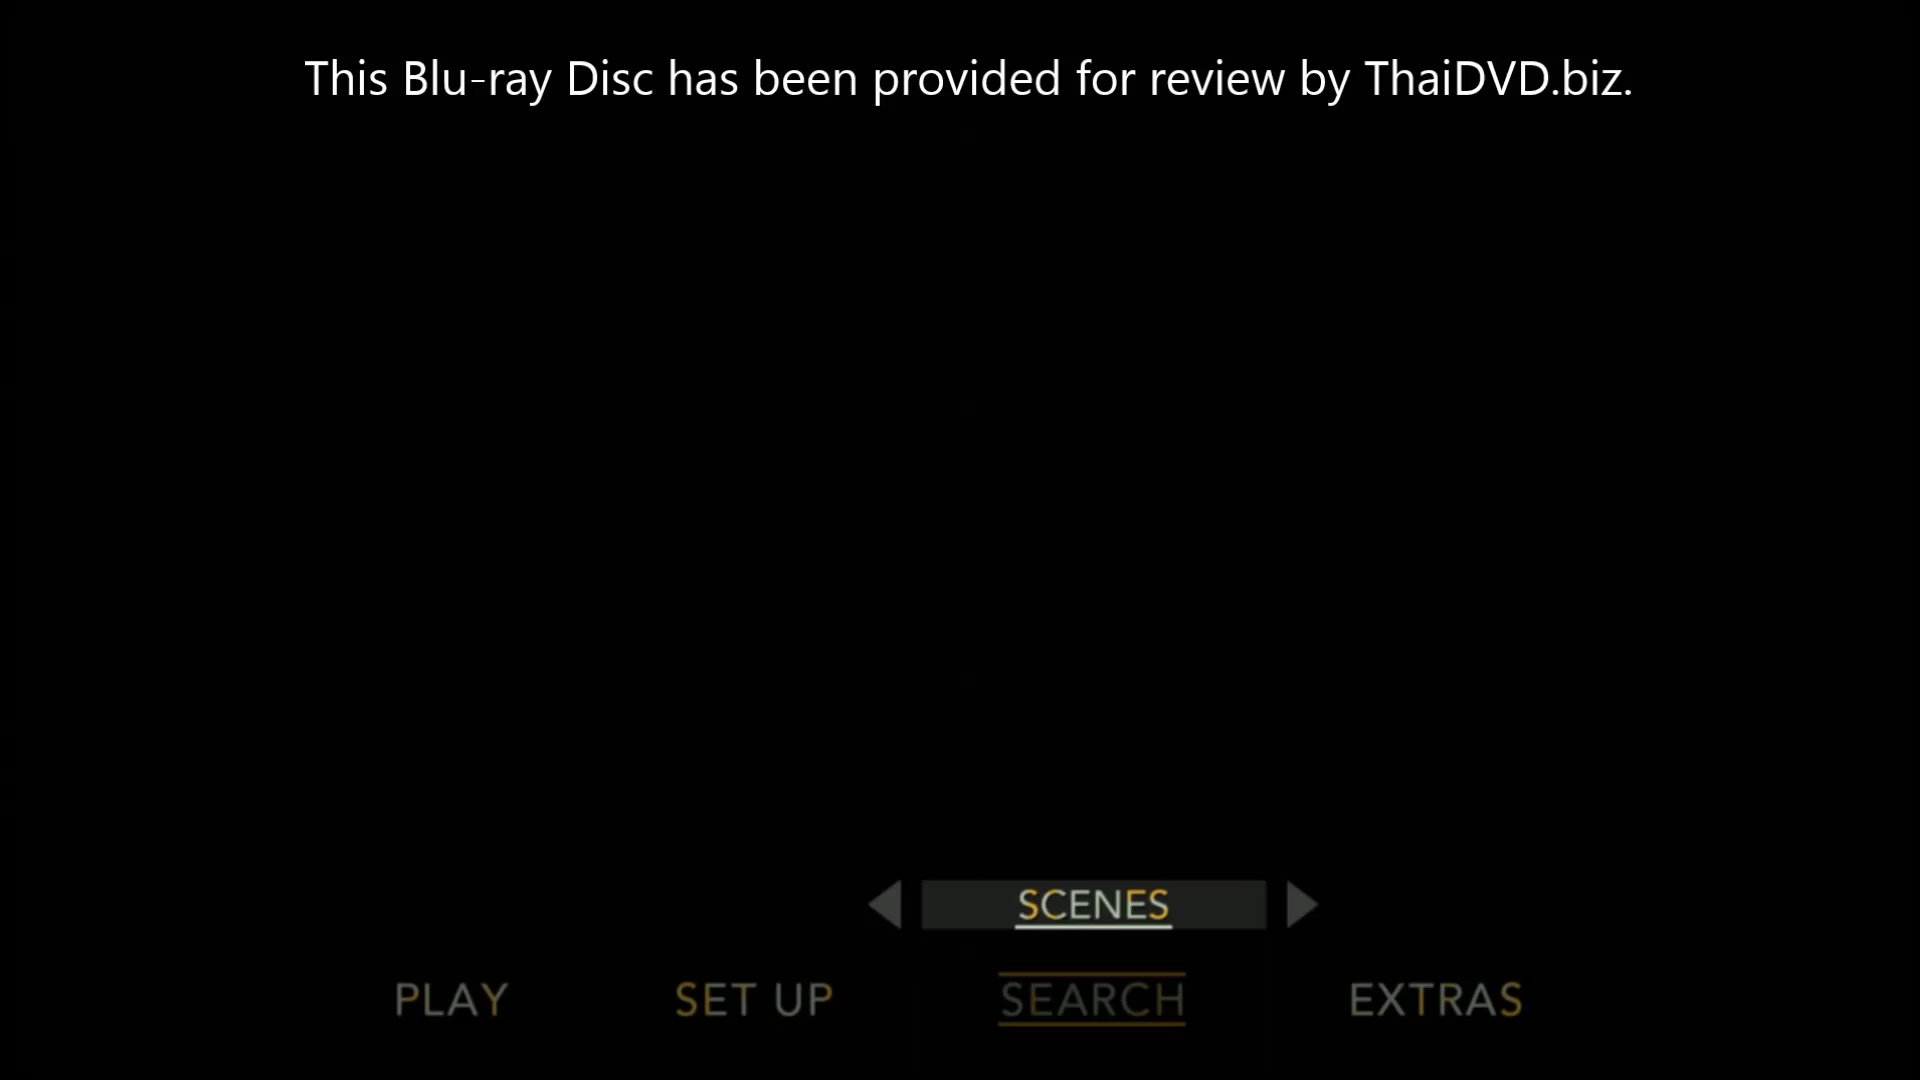 This Blu-ray Disc has been provided for review by ThaiDVD.biz.
SCENES
PLAY SET UP SEARCH EXTRAS